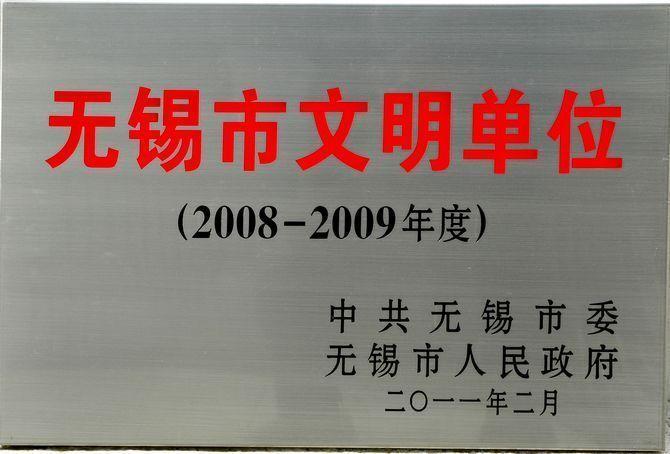 无锡市文明单位
(2008-2009年度)
中共无锡市委
无锡市人民政府
二〇一一年二月